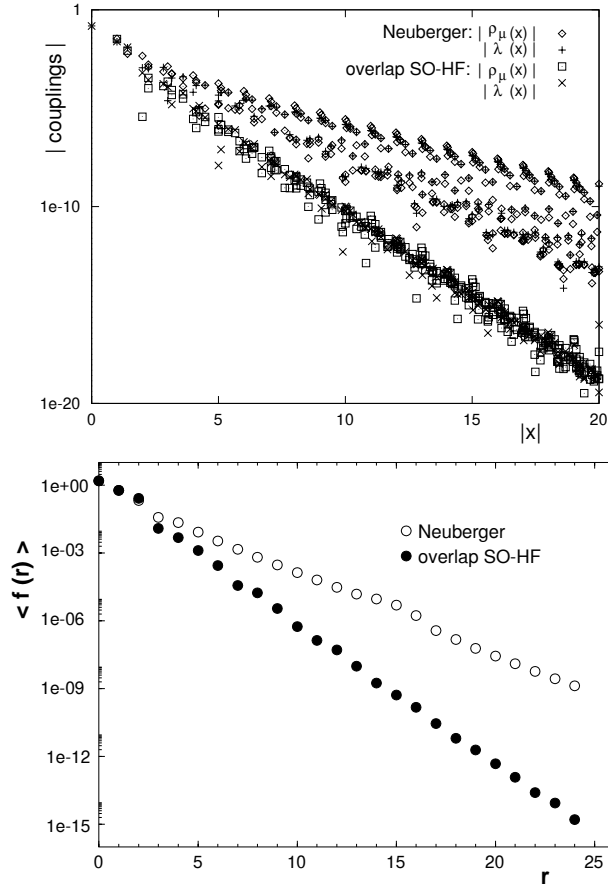 1
1e-10
1e-20
| couplings |
Neuberger: | ρμ(x) |
| λ (x) |
overlap SO-HF: | ρμ(x) |
| λ (x) |
0 5 10 15 20
|x|
1e+00
1e-03
1e-06
1e-09
1e-12
1e-15
< f (r) >
Neuberger
overlap SO-HF
0 5 10 15 20 25
r